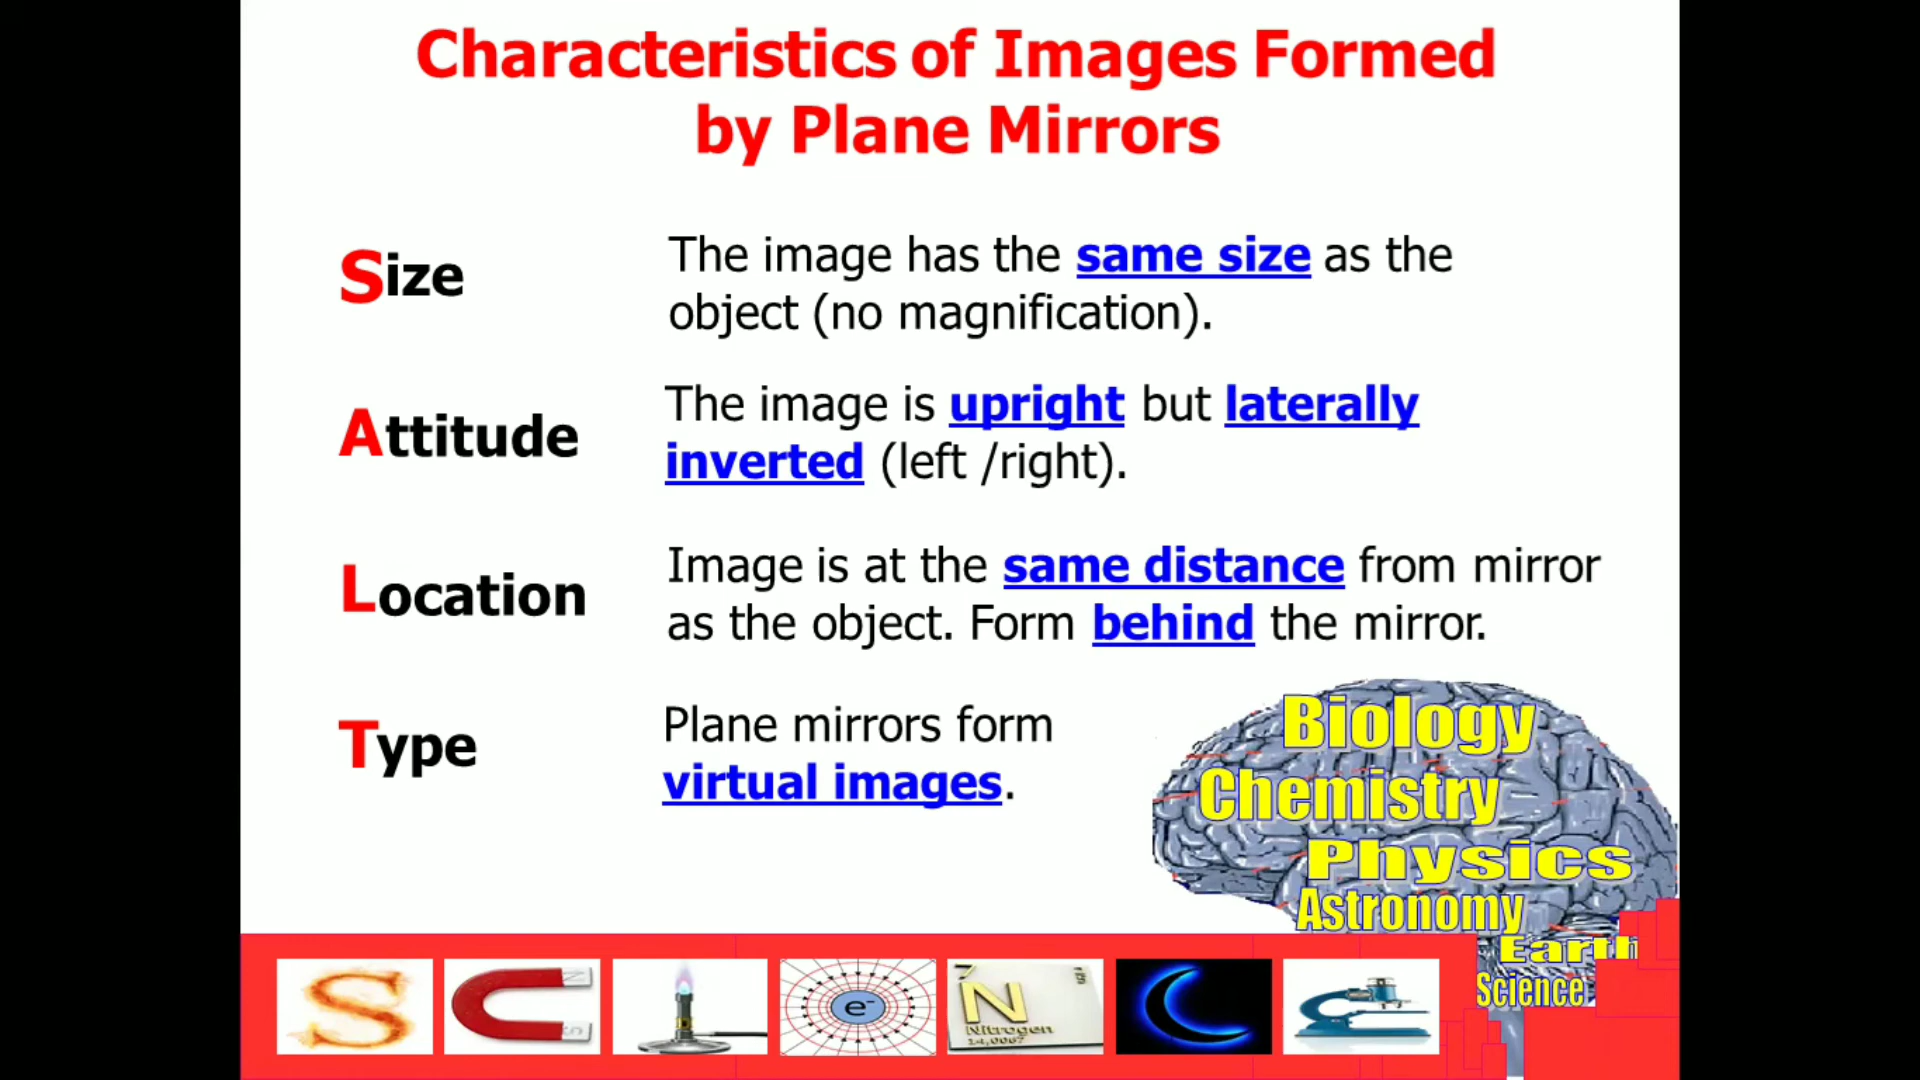 Characteristics of Images Formed
by Plane Mirrors
Size
The image has the same size as the
object (no magnification).
Attitude
The image is upright but laterally
inverted (left /right).
Location
Image is at the same distance from mirror
as the object. Form behind the mirror.
Type
Plane mirrors form
virtual images.
Biology
Chemistry
Physics
Astronomy
Earth
Science
S
N
S
e-
7
N
Nitrogen
14,0067